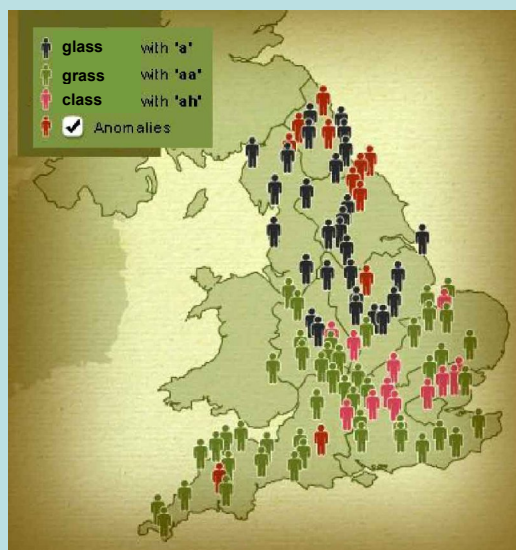 glass with 'a'
grass with 'aa'
class with 'ah'
Anomalies